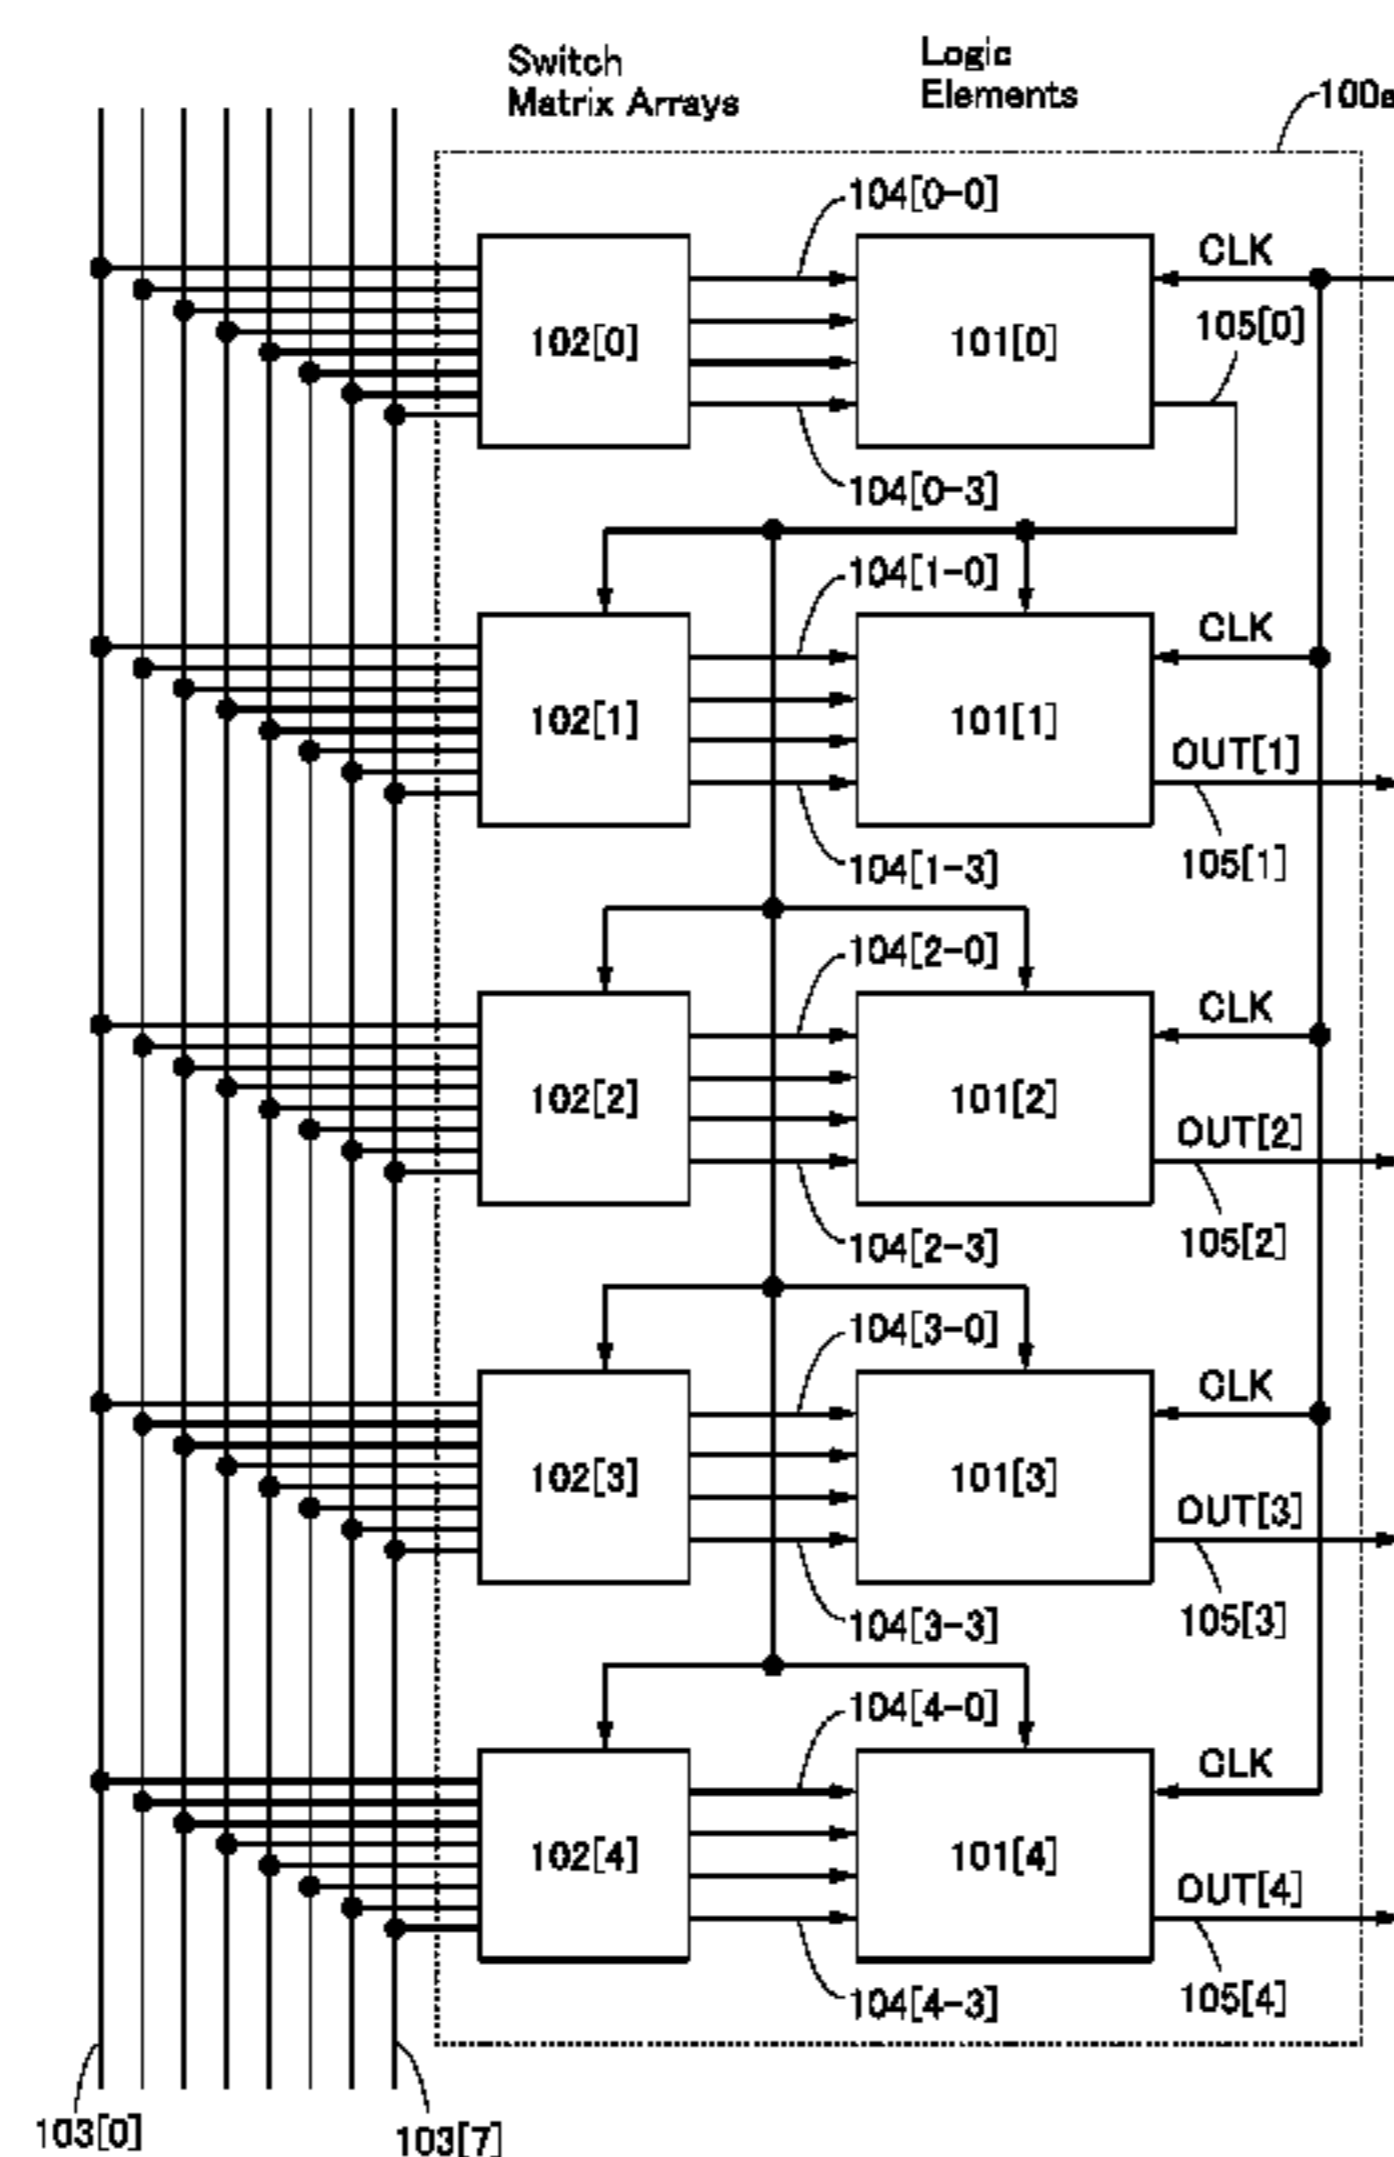 Switch
Matrix Arrays
Logic
Elements
100a
104[0-0]
CLK
102[0]
101[0]
105[0]
104[0-3]
104[1-0]
CLK
102[1]
101[1]
OUT[1]
104[1-3]
105[1]
104[2-0]
CLK
102[2]
101[2]
OUT[2]
104[2-3]
105[2]
104[3-0]
CLK
102[3]
101[3]
OUT[3]
104[3-3]
105[3]
104[4-0]
CLK
102[4]
101[4]
OUT[4]
104[4-3]
105[4]
103[0]
103[7]